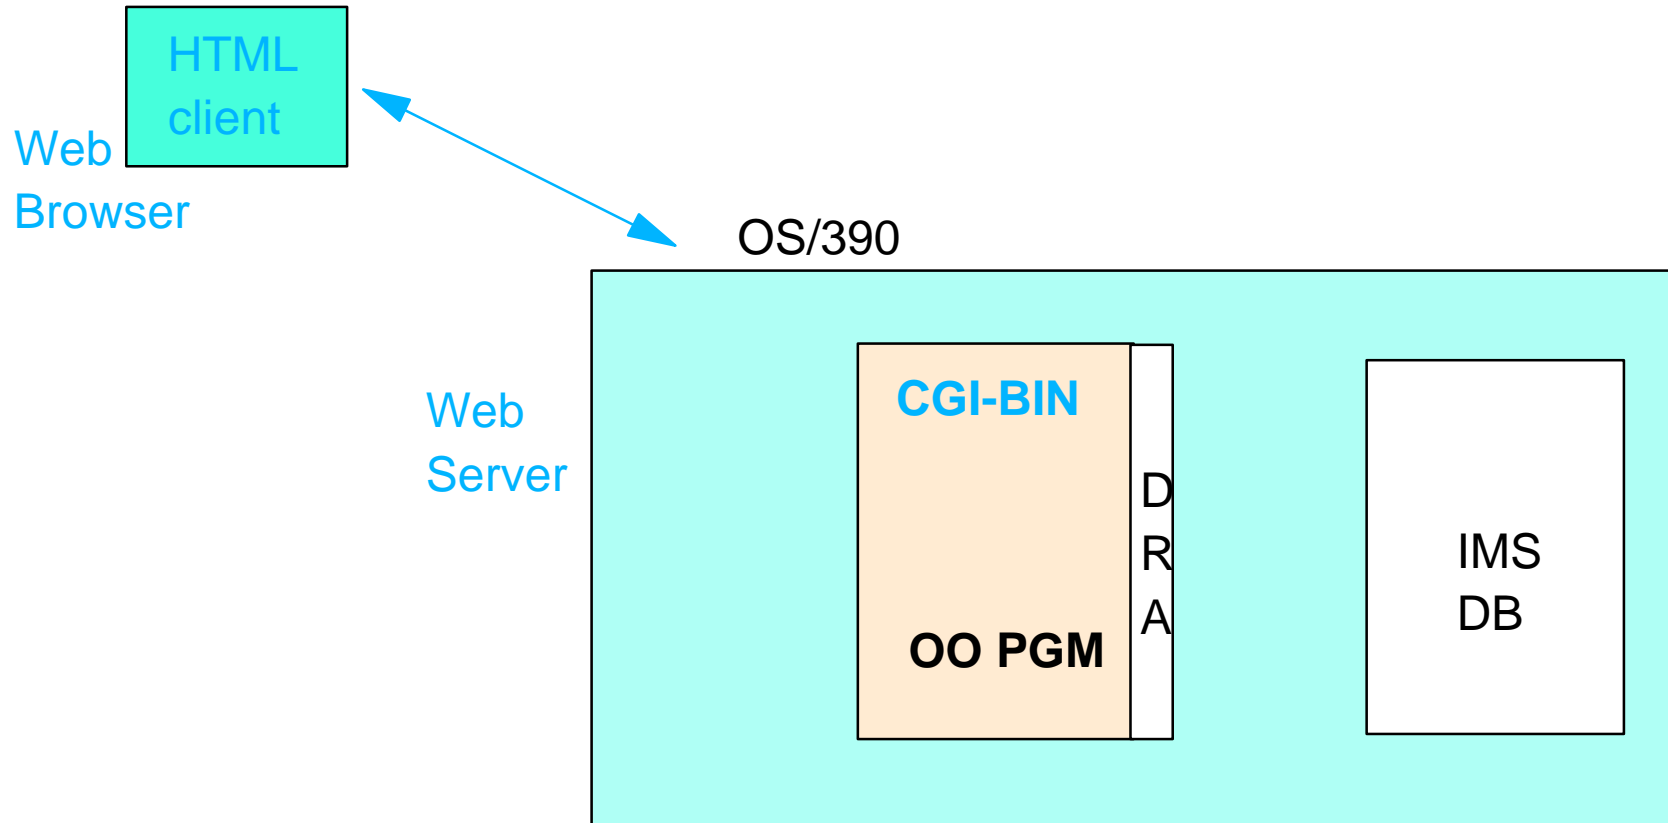 HTML
client
Web
Browser
OS/390
Web
Server
CGI-BIN
OO PGM
D
R
A
IMS
DB